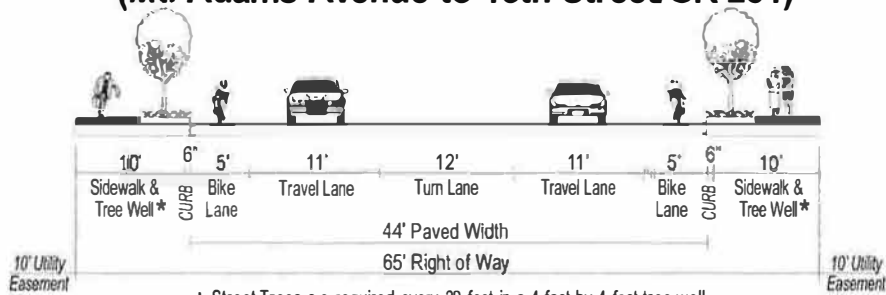 10' 6" 5' 11' 12' 11' 5' 6" 10'
Sidewalk & Tree Well* CURB Bike Lane Travel Lane Turn Lane Travel Lane Bike Lane CURB Sidewalk & Tree Well*
44' Paved Width
65' Right of Way
10' Utility Easement
10' Utility Easement